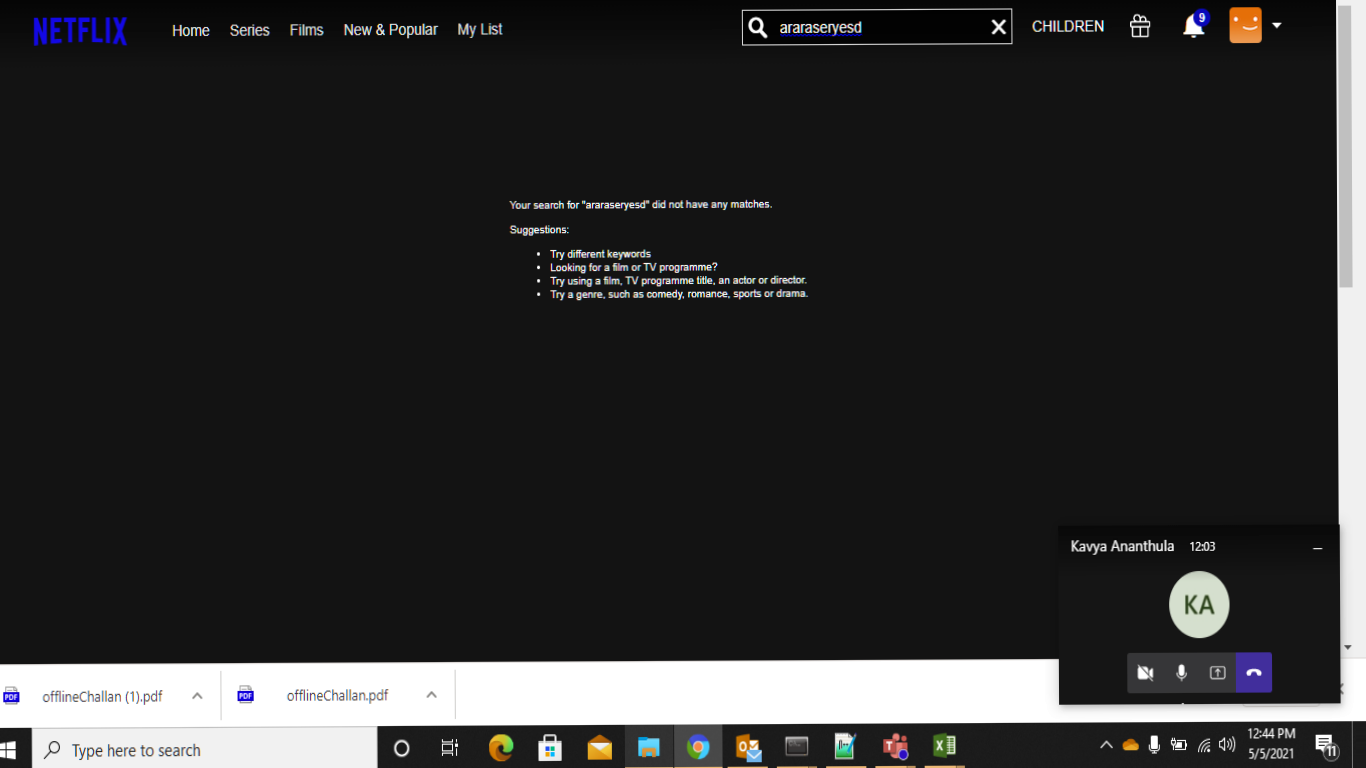 NETFLIX
Home Series Films New & Popular My List
araraseryesd
CHILDREN
9
Your search for "araraseryesd" did not have any matches.
Suggestions:
Try different keywords
Looking for a film or TV programme?
Try using a film, TV programme title, an actor or director.
Try a genre, such as comedy, romance, sports or drama.
Kavya Ananthula 12:03
KA
PDF offlineChallan (1).pdf
PDF offlineChallan.pdf
Type here to search
12:44 PM
5/5/2021
11